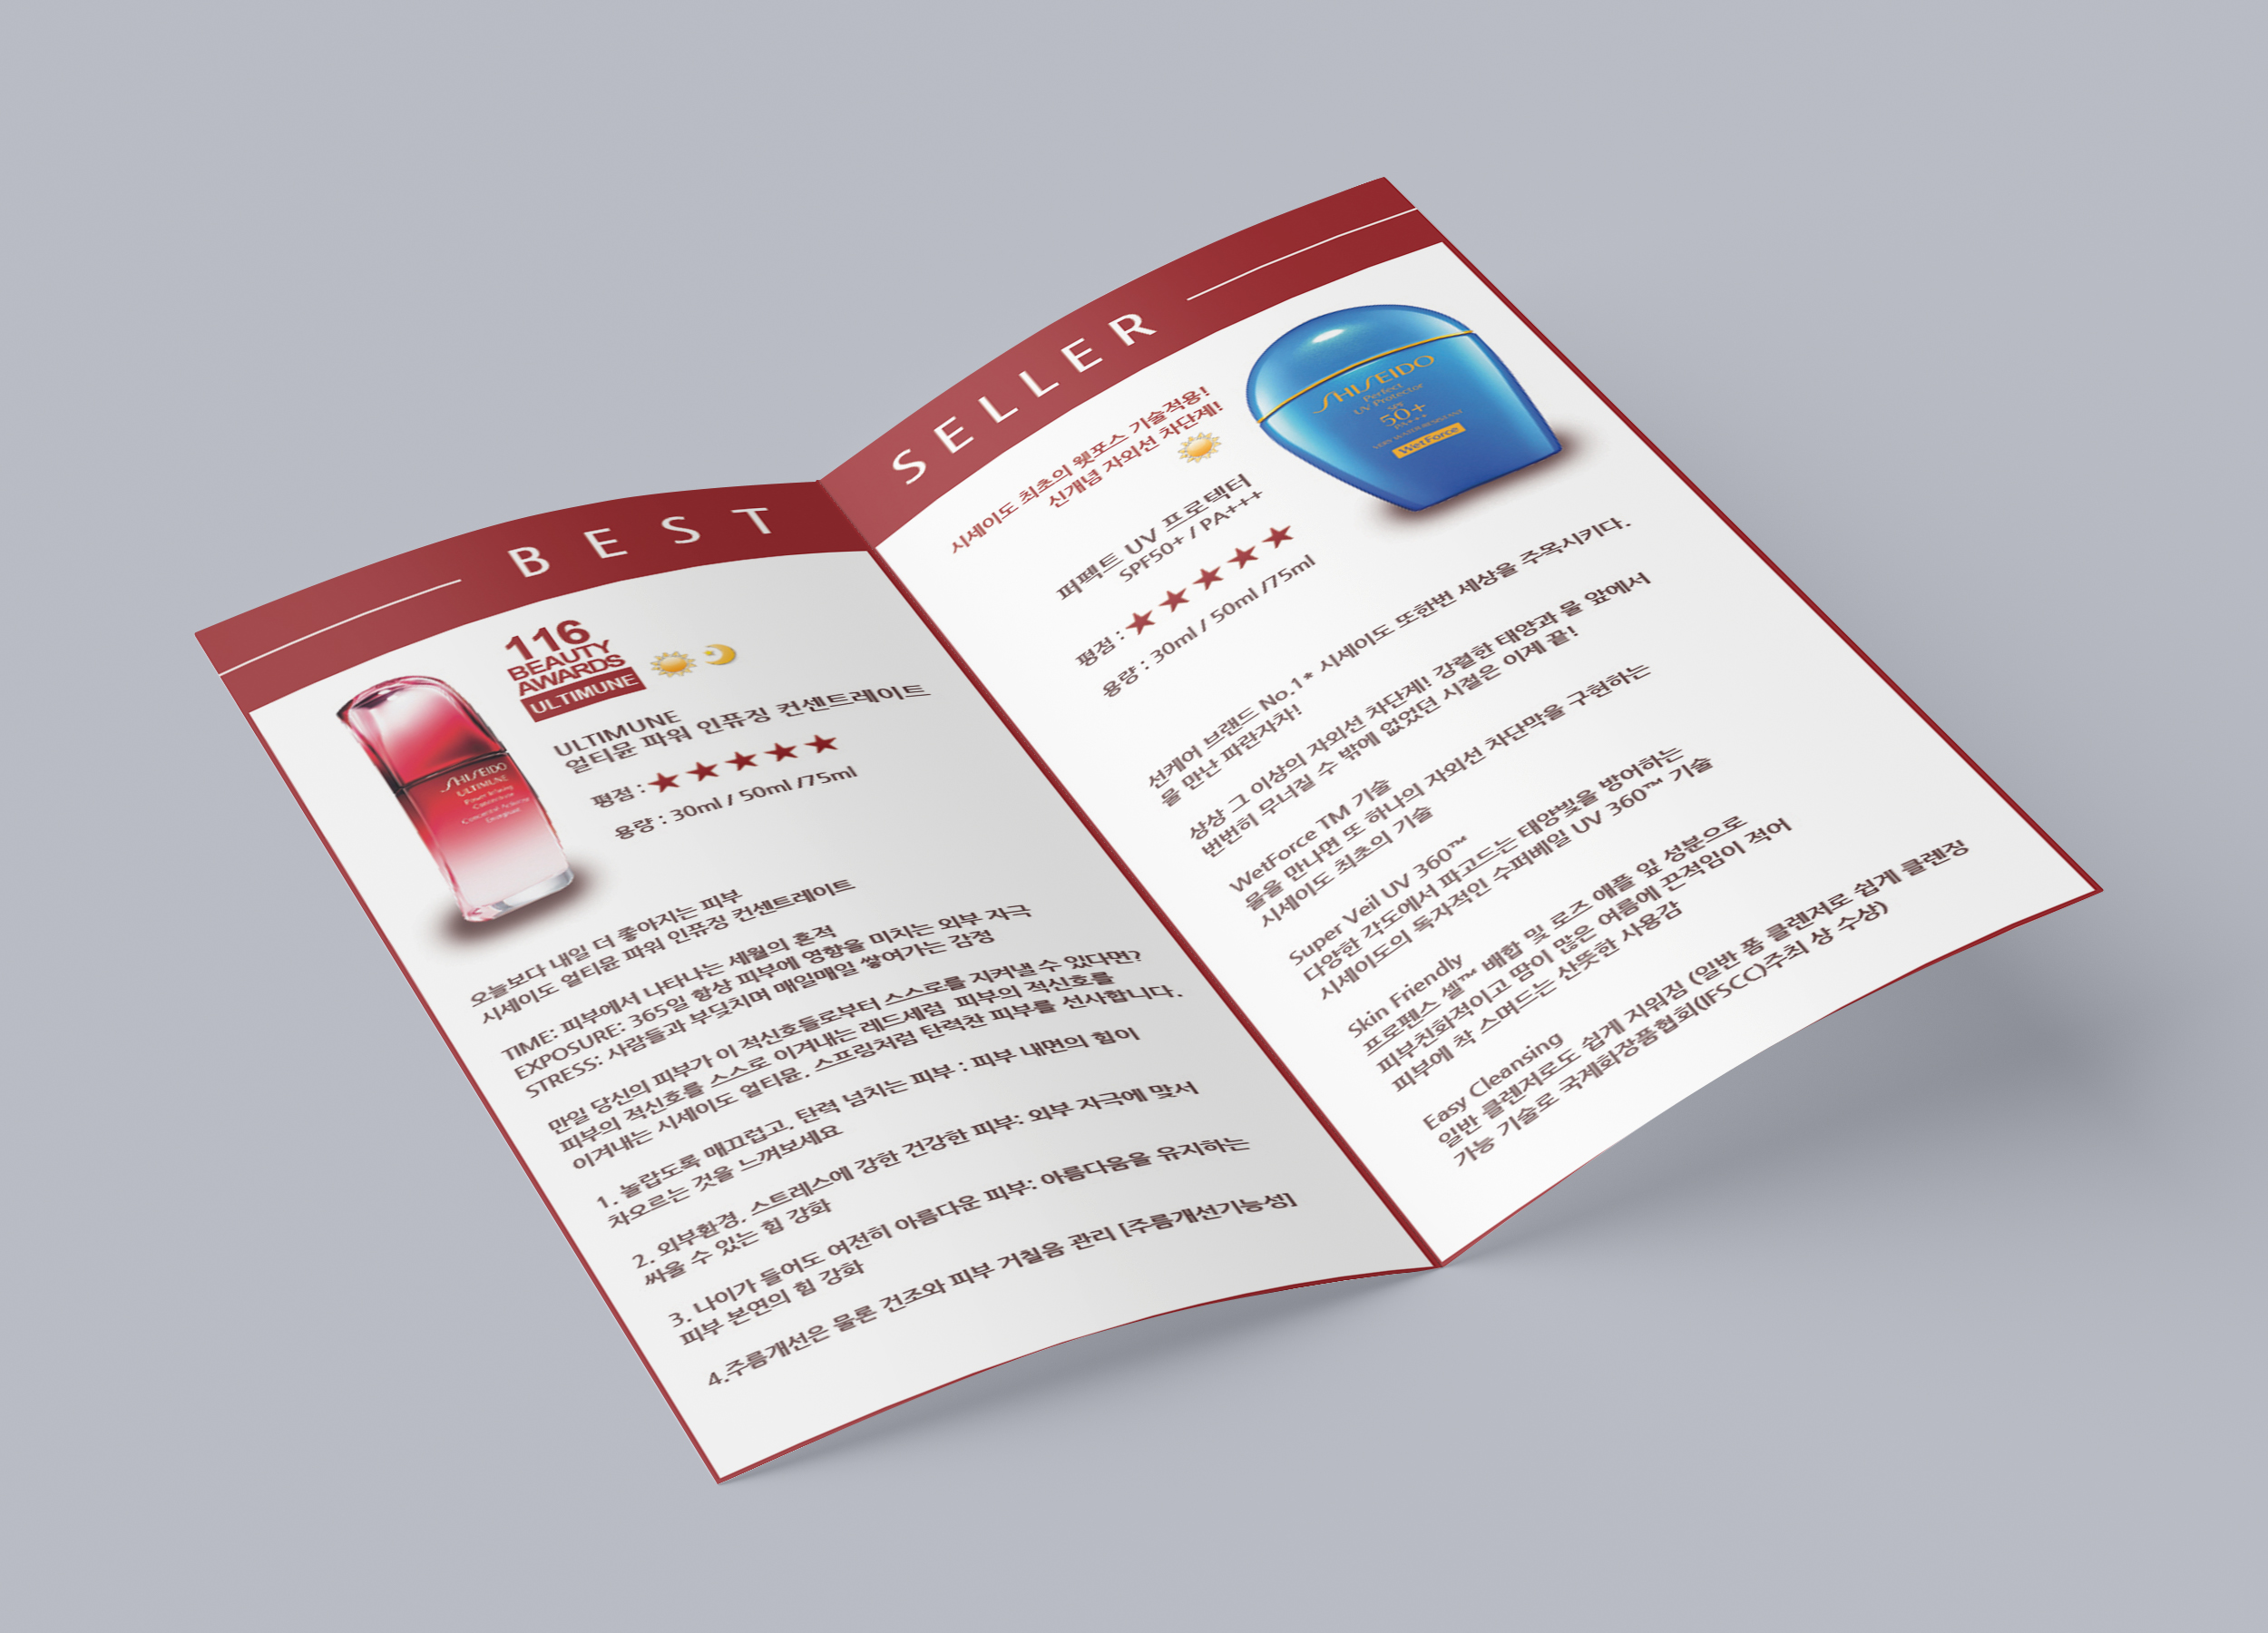 BEST
116
BEAUTY
AWARDS
ULTIMUNE
ULTIMUNE
얼티뮨 파워 인퓨징 컨센트레이트
평점 : ★★★★★
용량 : 30ml / 50ml /75ml
SHISEIDO
ULTIMUNE
Power Infusing
Concentrate
오늘보다 내일 더 좋아지는 피부
시세이도 얼티뮨 파워 인퓨징 컨센트레이트
TIME: 피부에서 나타나는 세월의 흔적
EXPOSURE: 365일 항상 피부에 영향을 미치는 외부 자극
STRESS: 사람들과 부딪치며 매일매일 쌓여가는 감정
만일 당신의 피부가 이 적신호들로부터 스스로를 지켜낼 수 있다면?
피부의 적신호를 스스로 이겨내는 레드세럼 피부의 적신호를
이겨내는 시세이도 얼티뮨. 스프링처럼 탄력찬 피부를 선사합니다.
1. 놀랍도록 매끄럽고, 탄력 넘치는 피부 : 피부 내면의 힘이
차오르는 것을 느껴보세요
2. 외부환경. 스트레스에 강한 건강한 피부: 외부 자극에 맞서
싸울 수 있는 힘 강화
3. 나이가 들어도 여전히 아름다운 피부: 아름다움을 유지하는
피부 본연의 힘 강화
4.주름개선은 물론 건조와 피부 거칠음 관리 [주름개선기능성]
SELLER
시세이도 최초의 웻포스 기술적용!
신개념 자외선 차단제!
퍼펙트 UV 프로텍터
SPF50+ / PA+++
평점 : ★★★★★
용량 : 30ml / 50ml /75ml
SHISEIDO
Perfect
UV Protector
SPF
50+
PA+++
VERY WATER-RESISTANT
WetForce
선케어 브랜드 No.1* 시세이도 또한번 세상을 주목시키다.
물 만난 파란자차!
상상 그 이상의 자외선 차단제! 강렬한 태양과 물 앞에서
번번히 무너질 수 밖에 없었던 시절은 이제 끝!
WetForce TM 기술
물을 만나면 또 하나의 자외선 차단막을 구현하는
시세이도 최초의 기술
Super Veil UV 360™
다양한 각도에서 파고드는 태양빛을 방어하는
시세이도의 독자적인 수퍼베일 UV 360™ 기술
Skin Friendly
프로펜스 셀™ 배합 및 로즈 애플 잎 성분으로
피부친화적이고 땀이 많은 여름에 끈적임이 적어
피부에 착 스며드는 산뜻한 사용감
Easy Cleansing
일반 클렌저로도 쉽게 지워짐 (일반 폼 클렌저로 쉽게 클렌징
가능 기술로 국제화장품협회(IFSCC)주최 상 수상)